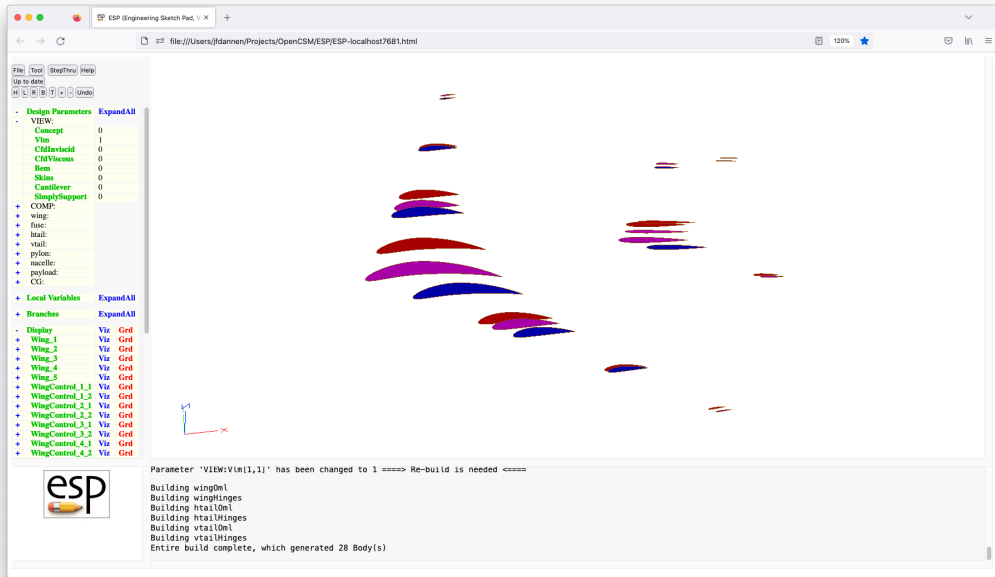 ESP (Engineering Sketch Pad, V
file:///Users/jfdannen/Projects/OpenCSM/ESP/ESP-localhost7681.html
120%
File Tool StepThru Help
Up to date
H L R B T + - Undo
- Design Parameters ExpandAll
- VIEW:
Concept 0
Vlm 1
CfdInviscid 0
CfdViscous 0
Bem 0
Skins 0
Cantilever 0
SimplySupport 0
+ COMP:
+ wing:
+ fuse:
+ htail:
+ vtail:
+ pylon:
+ nacelle:
+ payload:
+ CG:
+ Local Variables ExpandAll
+ Branches ExpandAll
- Display Viz Grd
+ Wing_1 Viz Grd
+ Wing_2 Viz Grd
+ Wing_3 Viz Grd
+ Wing_4 Viz Grd
+ Wing_5 Viz Grd
+ WingControl_1_1 Viz Grd
+ WingControl_1_2 Viz Grd
+ WingControl_2_1 Viz Grd
+ WingControl_2_2 Viz Grd
+ WingControl_3_1 Viz Grd
+ WingControl_3_2 Viz Grd
+ WingControl_4_1 Viz Grd
+ WingControl_4_2 Viz Grd
x
esp
Parameter 'VIEW:Vlm[1,1]' has been changed to 1 ====> Re-build is needed <====
Building wingOml
Building wingHinges
Building htailOml
Building htailHinges
Building vtailOml
Building vtailHinges
Entire build complete, which generated 28 Body(s)